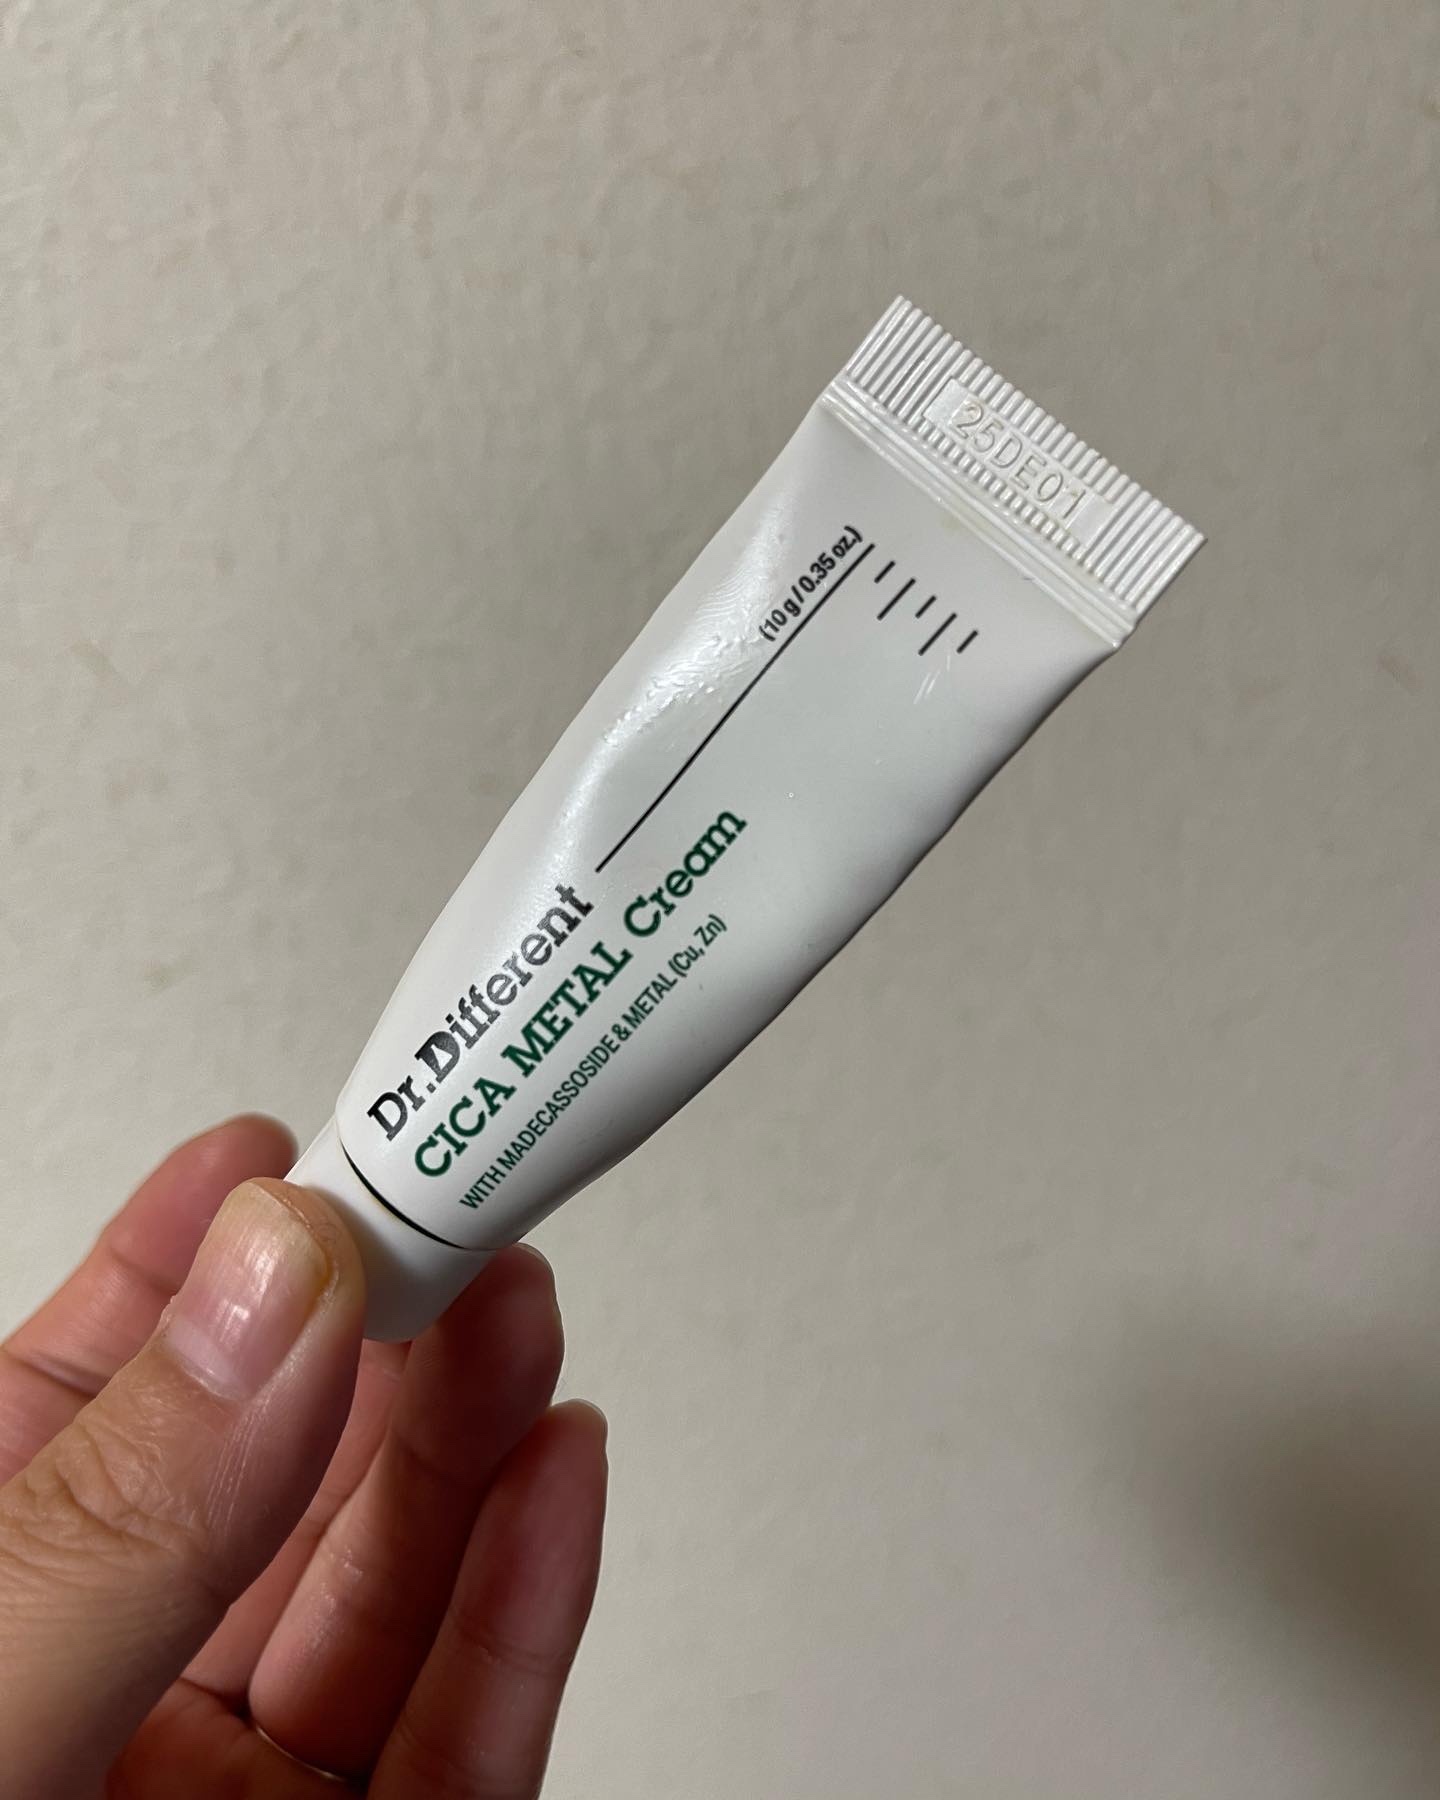 Dr.Different
CICA METAL Cream
WITH MADECASSOSIDE & METAL (Cu, Zn)
(10 g / 0.35 oz.)
25DE01